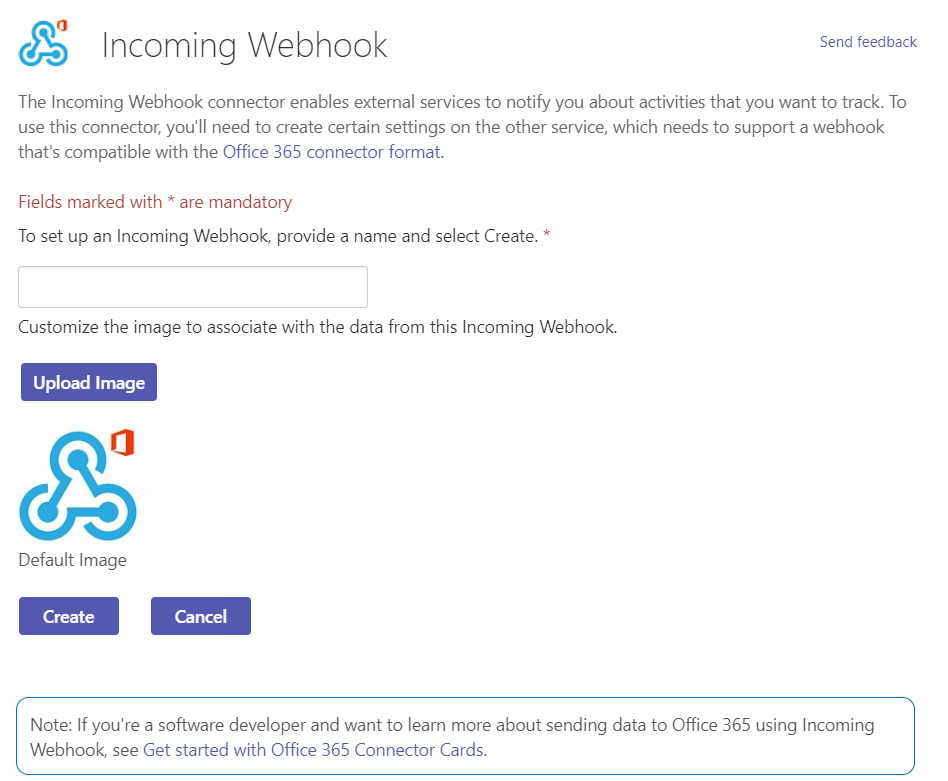 Incoming Webhook
Send feedback
The Incoming Webhook connector enables external services to notify you about activities that you want to track. To
use this connector, you'll need to create certain settings on the other service, which needs to support a webhook
that's compatible with the Office 365 connector format.
Fields marked with * are mandatory
To set up an Incoming Webhook, provide a name and select Create. *
Customize the image to associate with the data from this Incoming Webhook.
Upload Image
Default Image
Create
Cancel
Note: If you're a software developer and want to learn more about sending data to Office 365 using Incoming
Webhook, see Get started with Office 365 Connector Cards.